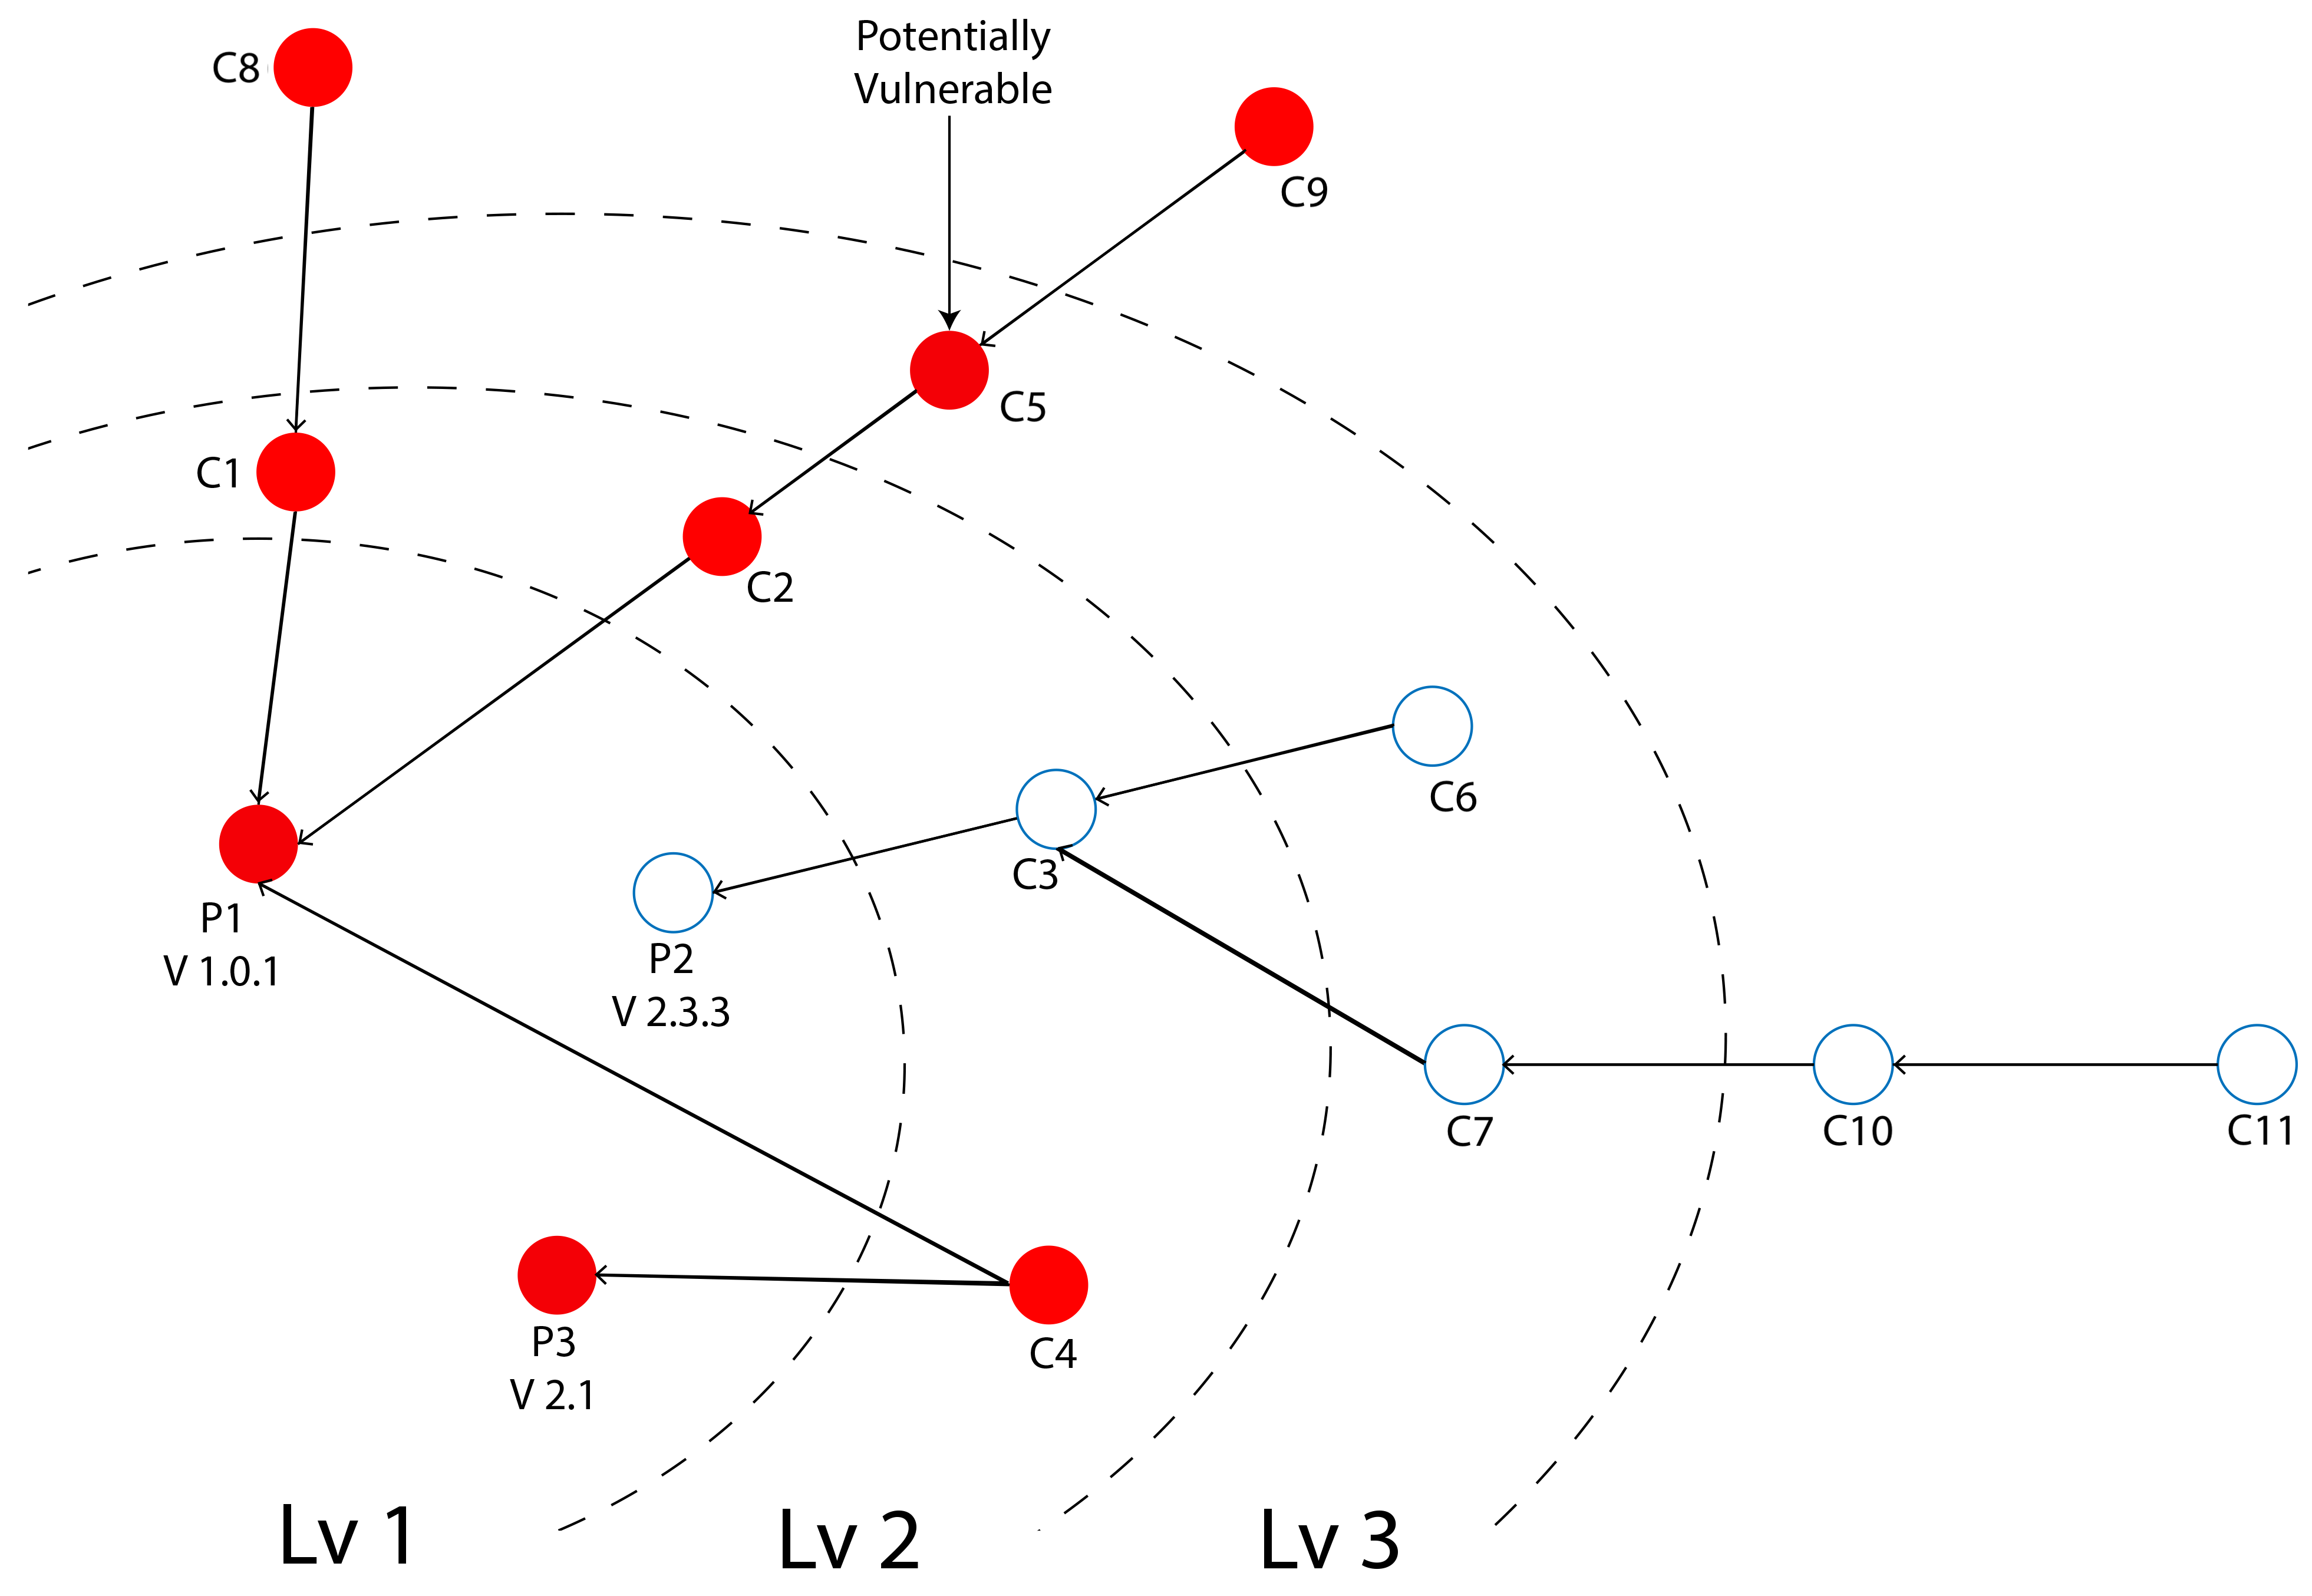 Potentially
Vulnerable
C8
C9
C5
C1
C2
C6
C3
P1
V 1.0.1
P2
V 2.3.3
C7
C10
C11
P3
V 2.1
C4
Lv 1
Lv 2
Lv 3